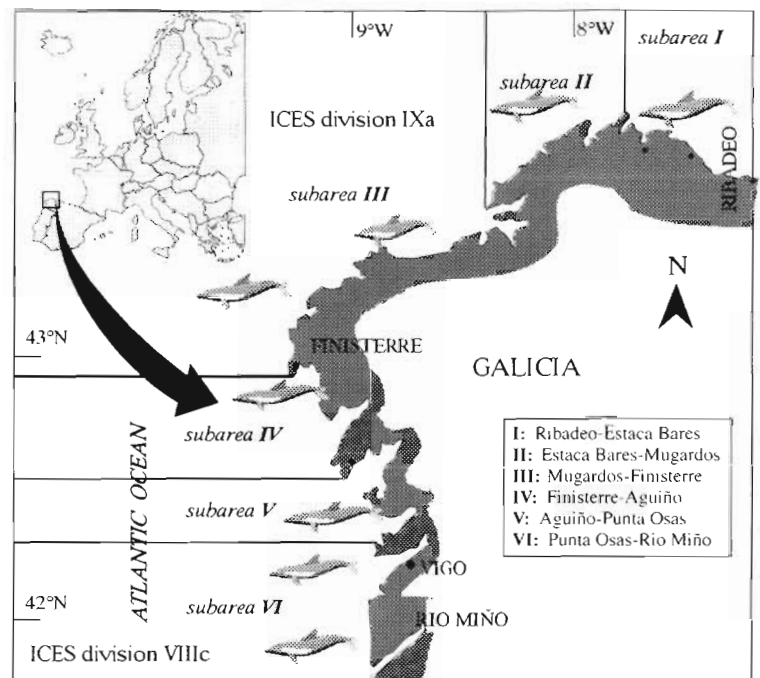 9°W
8°W
subarea I
subarea II
ICES division IXa
RIBADEO
subarea III
N
43°N
FINISTERRE
GALICIA
subarea IV
I: Ribadeo-Estaca Bares
II: Estaca Bares-Mugardos
III: Mugardos-Finisterre
IV: Finisterre-Aguiño
V: Aguiño-Punta Osas
VI: Punta Osas-Rio Miño
ATLANTIC OCEAN
subarea V
VIGO
42°N
subarea VI
RIO MIÑO
ICES division VIIIc